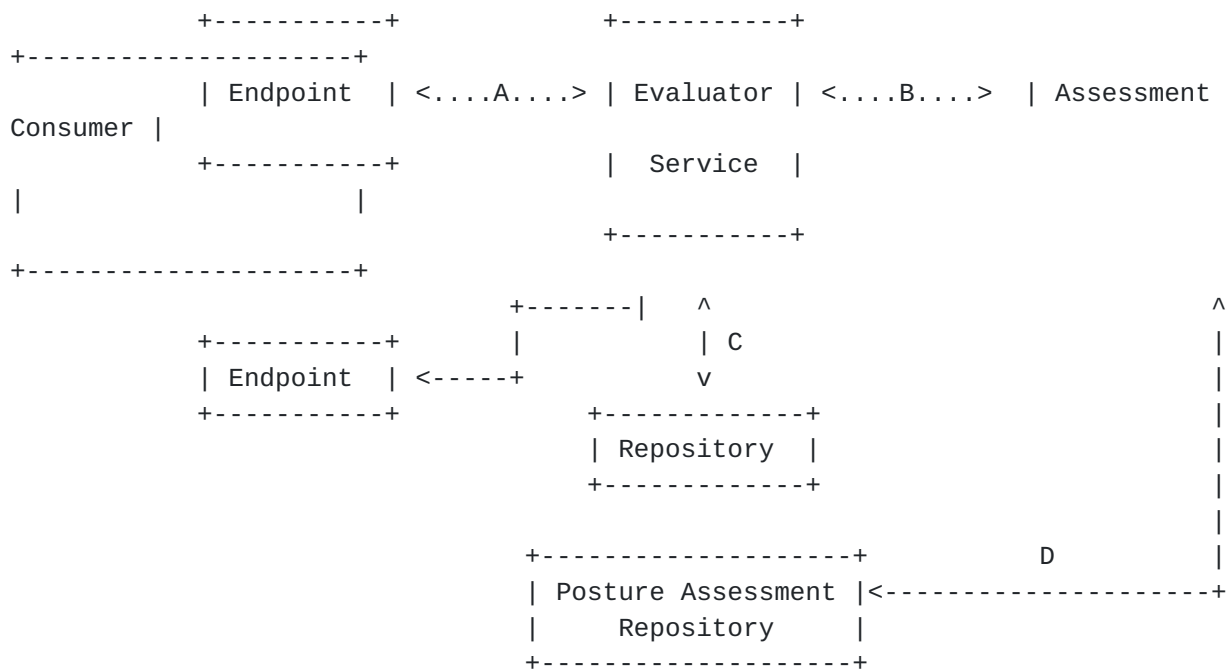 +-----------+              +-----------+
+---------------------+
| Endpoint  | <....A....> | Evaluator | <....B....>  | Assessment
Consumer |
+-----------+             |  Service  |
|                     |
+-----------+
+---------------------+
+-------|   ^                                ^
+-----------+       |           | C                              |
| Endpoint  | <-----+           v                                |
+-----------+            +-------------+                         |
| Repository  |                         |
+-------------+                         |
|
+--------------------+           D          |
| Posture Assessment |<---------------------+
|     Repository     |
+--------------------+